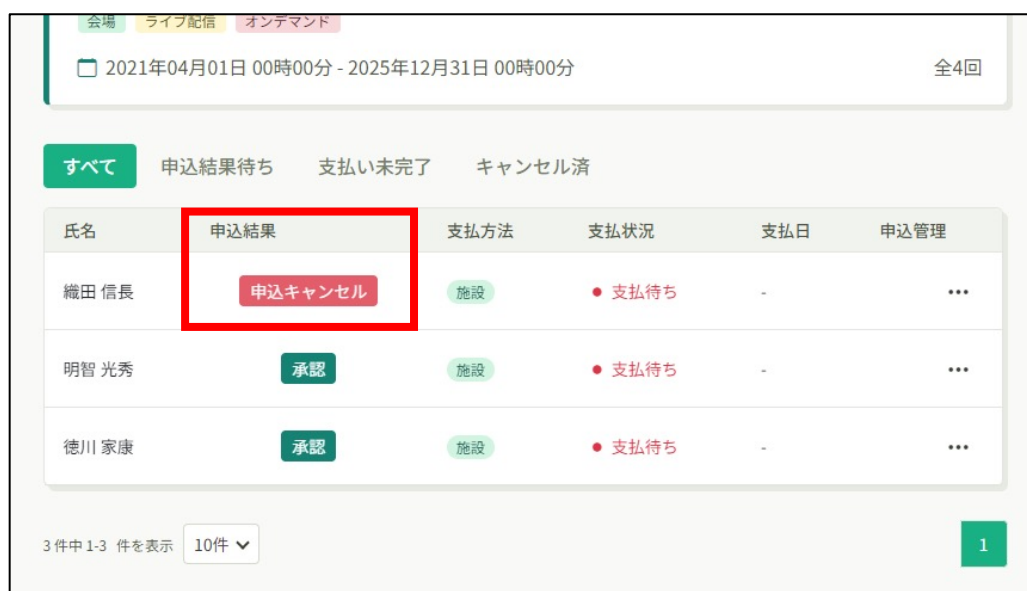 会場 ライブ配信 オンデマンド
2021年04月01日 00時00分 - 2025年12月31日 00時00分 全4回
すべて 申込結果待ち 支払い未完了 キャンセル済
氏名 申込結果 支払方法 支払状況 支払日 申込管理
織田 信長 申込キャンセル 施設 ● 支払待ち - •••
明智 光秀 承認 施設 ● 支払待ち - •••
徳川 家康 承認 施設 ● 支払待ち - •••
3 件中 1-3 件を表示 10件 1